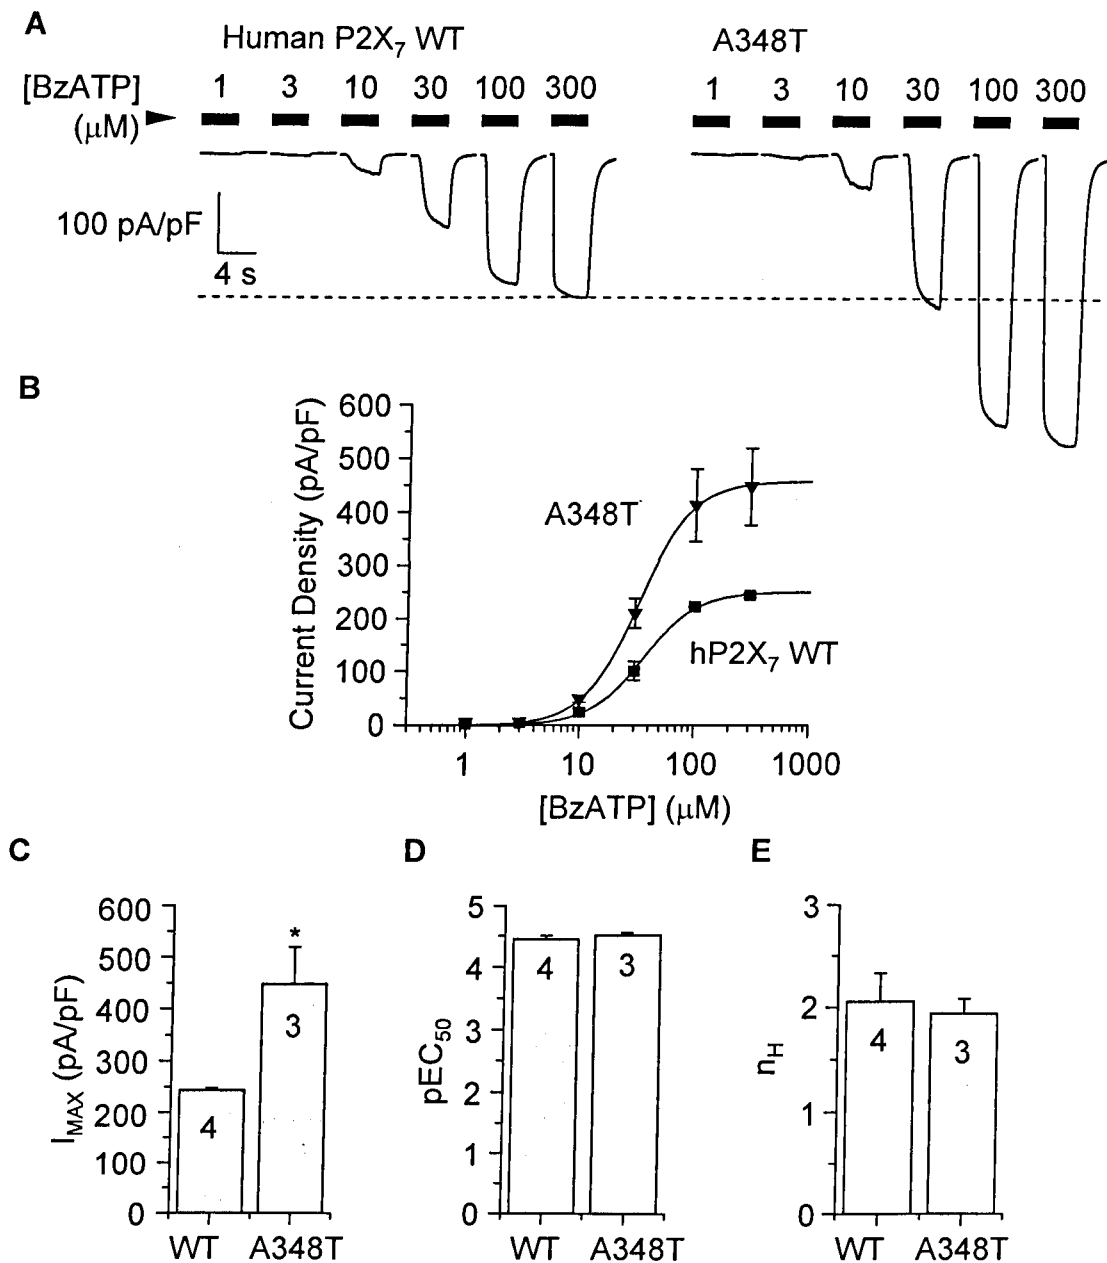 A
Human P2X₇ WT
A348T
[BzATP] 1 3 10 30 100 300 1 3 10 30 100 300
(μM)
100 pA/pF
4 s
B
600
500
400
300
200
100
0
Current Density (pA/pF)
A348T
hP2X₇ WT
1 10 100 1000
[BzATP] (μM)
C
600
500
400
300
200
100
0
I_MAX (pA/pF)
*
4 3
WT A348T
D
5
4
3
2
1
0
pEC₅₀
4 3
WT A348T
E
3
2
1
0
n_H
4 3
WT A348T